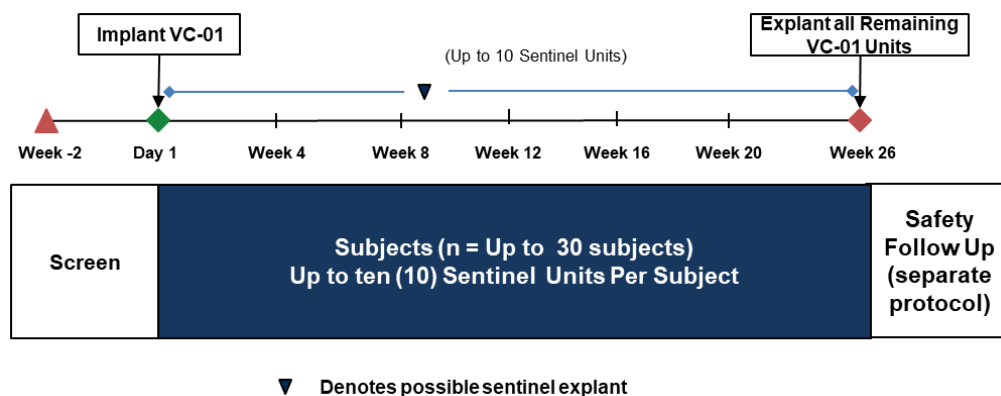 Implant VC-01
Explant all Remaining
VC-01 Units
(Up to 10 Sentinel Units)
Week -2
Day 1
Week 4
Week 8
Week 12
Week 16
Week 20
Week 26
Screen
Subjects (n = Up to 30 subjects)
Up to ten (10) Sentinel Units Per Subject
Safety
Follow Up
(separate
protocol)
Denotes possible sentinel explant